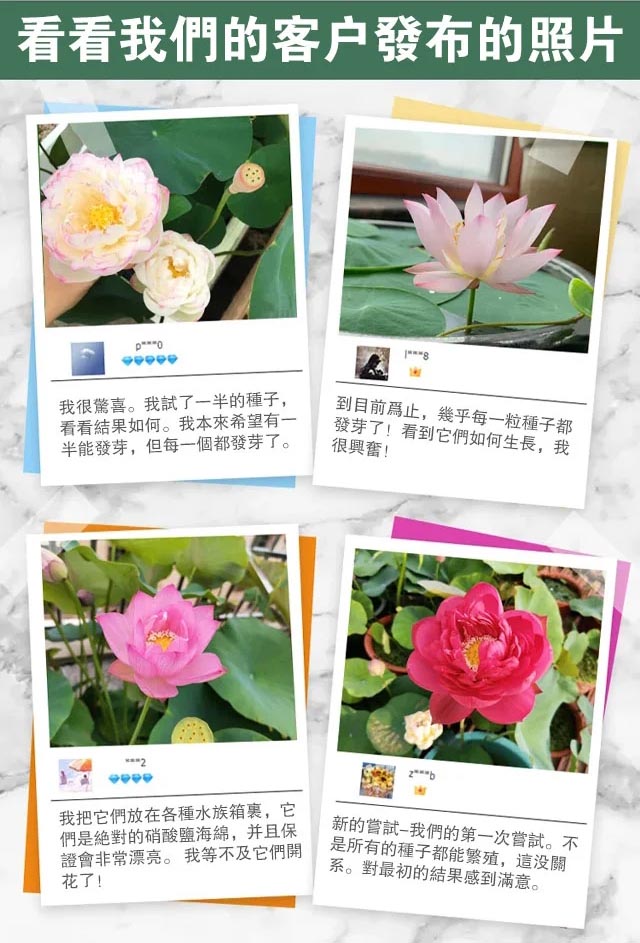 看看我們的客户發布的照片
p***0
我很驚喜。我試了一半的種子，
看看結果如何。我本來希望有一
半能發芽，但每一個都發芽了。
l***8
到目前爲止，幾乎每一粒種子都
發芽了！看到它們如何生長，我
很興奮！
***2
我把它們放在各種水族箱裏，它
們是絶對的硝酸鹽海綿，并且保
證會非常漂亮。 我等不及它們開
花了！
z***b
新的嘗試-我們的第一次嘗試。不
是所有的種子都能繁殖，這没關
系。對最初的結果感到滿意。